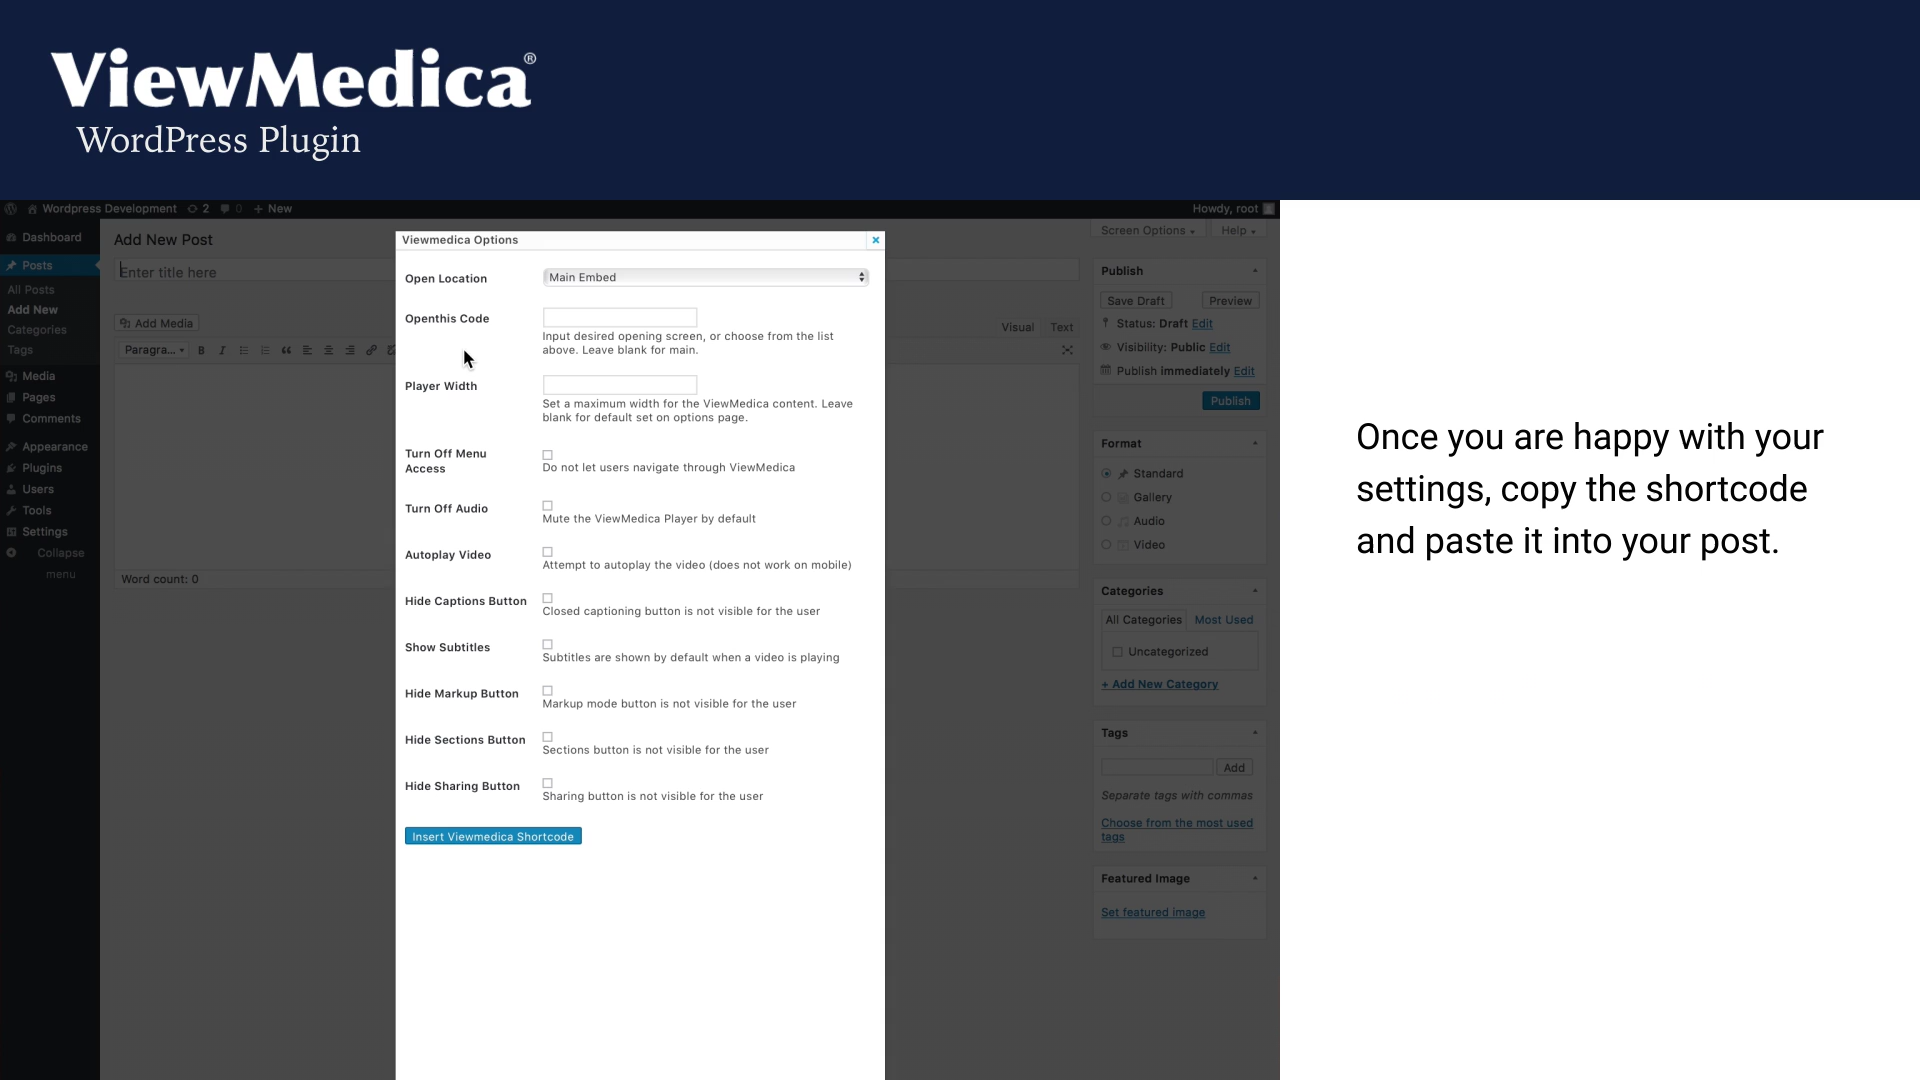 ViewMedica®
WordPress Plugin
Wordpress Development 2 0 + New
Howdy, root
Dashboard
Posts
All Posts
Add New
Categories
Tags
Media
Pages
Comments
Appearance
Plugins
Users
Tools
Settings
Collapse
menu
Add New Post
Screen Options
Help
Enter title here
Add Media
Visual
Text
Paragra...
Word count: 0
Viewmedica Options
Open Location
Main Embed
Openthis Code
Input desired opening screen, or choose from the list
above. Leave blank for main.
Player Width
Set a maximum width for the ViewMedica content. Leave
blank for default set on options page.
Turn Off Menu
Access
Do not let users navigate through ViewMedica
Turn Off Audio
Mute the ViewMedica Player by default
Autoplay Video
Attempt to autoplay the video (does not work on mobile)
Hide Captions Button
Closed captioning button is not visible for the user
Show Subtitles
Subtitles are shown by default when a video is playing
Hide Markup Button
Markup mode button is not visible for the user
Hide Sections Button
Sections button is not visible for the user
Hide Sharing Button
Sharing button is not visible for the user
Insert Viewmedica Shortcode
Publish
Save Draft
Preview
Status: Draft Edit
Visibility: Public Edit
Publish immediately Edit
Publish
Format
Standard
Gallery
Audio
Video
Categories
All Categories
Most Used
Uncategorized
+ Add New Category
Tags
Add
Separate tags with commas
Choose from the most used
tags
Featured Image
Set featured image
Once you are happy with your
settings, copy the shortcode
and paste it into your post.